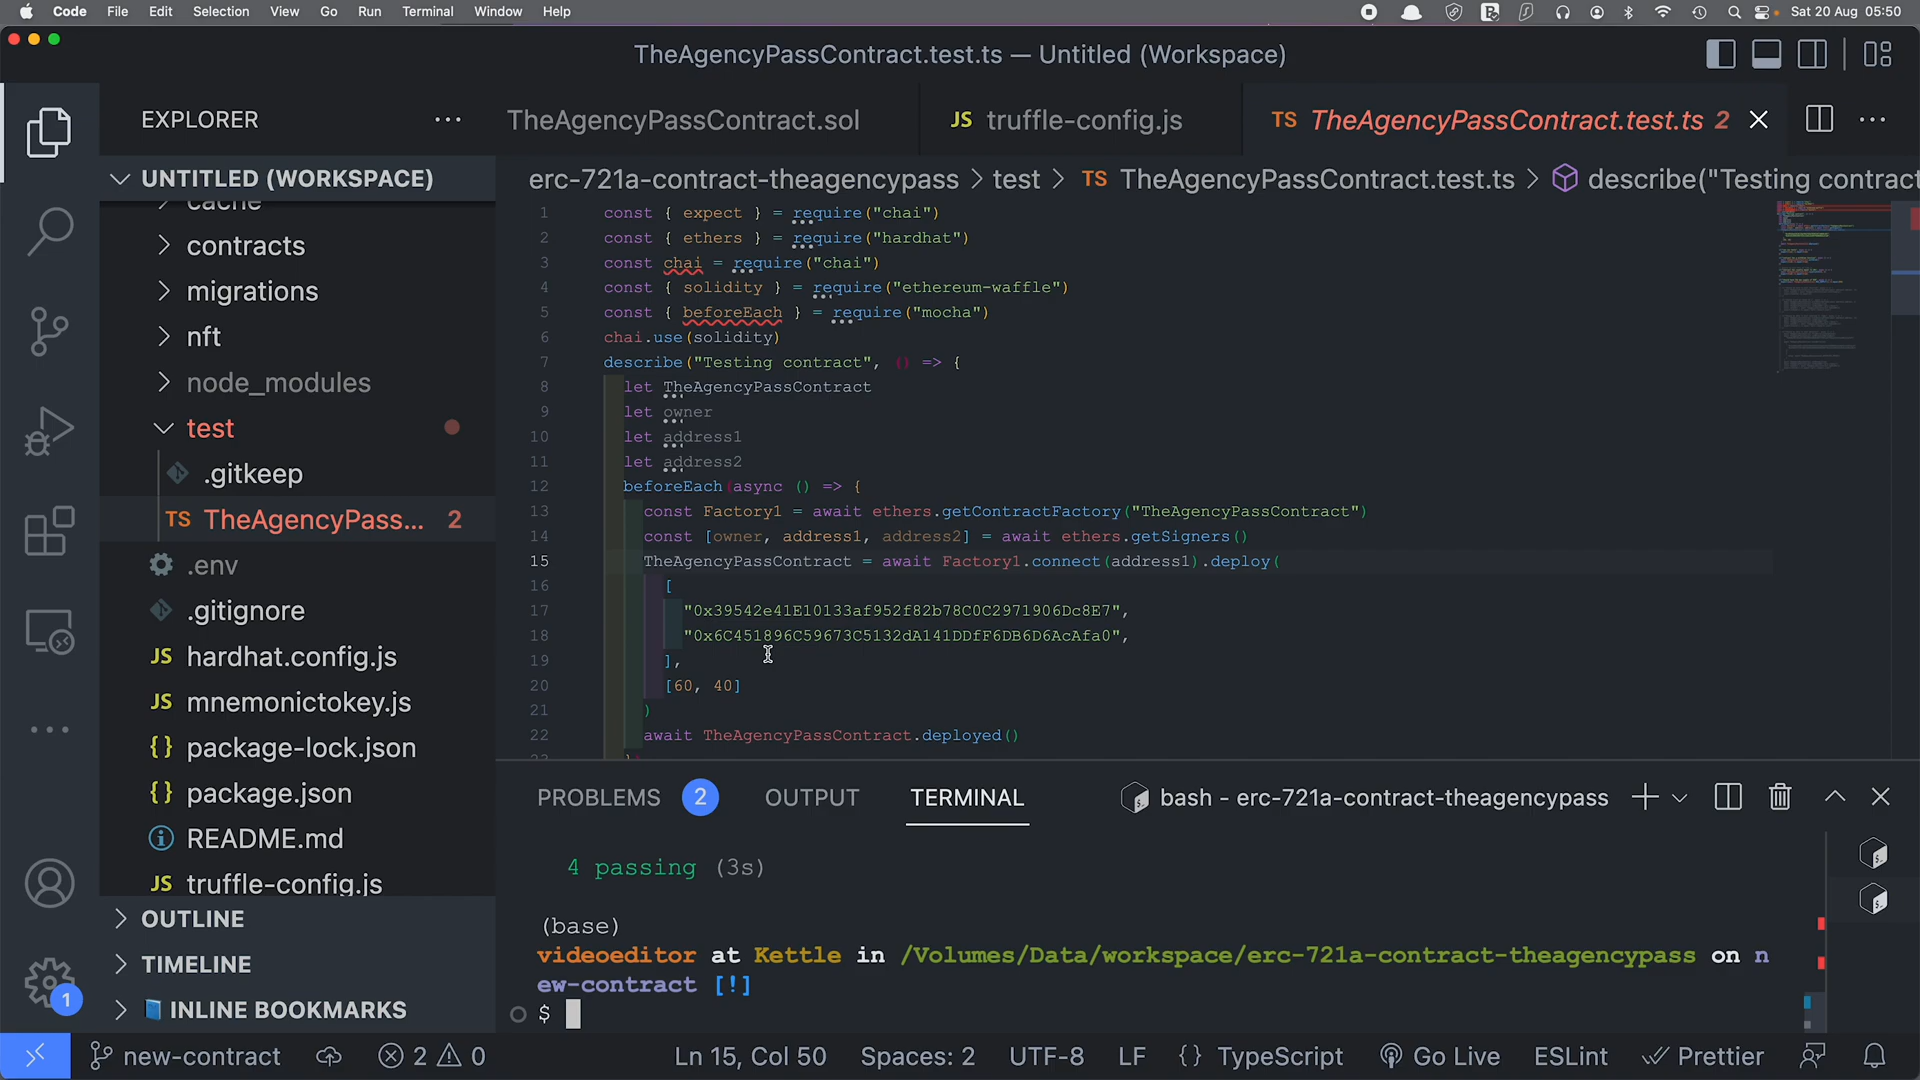 Code File Edit Selection View Go Run Terminal Window Help Sat 20 Aug 05:50
TheAgencyPassContract.test.ts — Untitled (Workspace)
EXPLORER
TheAgencyPassContract.sol
JS truffle-config.js
TS TheAgencyPassContract.test.ts 2
UNTITLED (WORKSPACE)
erc-721a-contract-theagencypass > test > TS TheAgencyPassContract.test.ts > describe("Testing contract
cache
contracts
migrations
nft
node_modules
test
.gitkeep
TS TheAgencyPass... 2
.env
.gitignore
JS hardhat.config.js
JS mnemonictokey.js
{} package-lock.json
{} package.json
README.md
JS truffle-config.js
OUTLINE
TIMELINE
INLINE BOOKMARKS
1
1 const { expect } = require("chai")
2 const { ethers } = require("hardhat")
3 const chai = require("chai")
4 const { solidity } = require("ethereum-waffle")
5 const { beforeEach } = require("mocha")
6 chai.use(solidity)
7 describe("Testing contract", () => {
8 let TheAgencyPassContract
9 let owner
10 let address1
11 let address2
12 beforeEach(async () => {
13 const Factory1 = await ethers.getContractFactory("TheAgencyPassContract")
14 const [owner, address1, address2] = await ethers.getSigners()
15 TheAgencyPassContract = await Factory1.connect(address1).deploy(
16 [
17 "0x39542e41E10133af952f82b78C0C2971906Dc8E7",
18 "0x6C451896C59673C5132dA141DDfF6DB6D6AcAfa0",
19 ],
20 [60, 40]
21 )
22 await TheAgencyPassContract.deployed()
PROBLEMS 2 OUTPUT TERMINAL bash - erc-721a-contract-theagencypass
4 passing (3s)
(base)
videoeditor at Kettle in /Volumes/Data/workspace/erc-721a-contract-theagencypass on n
ew-contract [!]
$
new-contract 2 0 Ln 15, Col 50 Spaces: 2 UTF-8 LF {} TypeScript Go Live ESLint Prettier